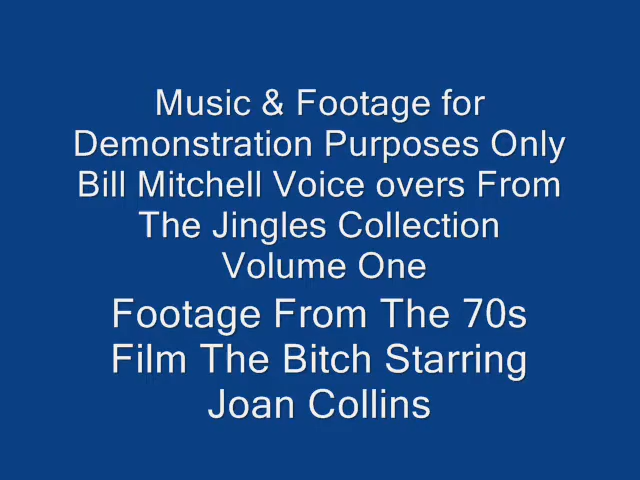 Music & Footage for
Demonstration Purposes Only
Bill Mitchell Voice overs From
The Jingles Collection
Volume One
Footage From The 70s
Film The Bitch Starring
Joan Collins